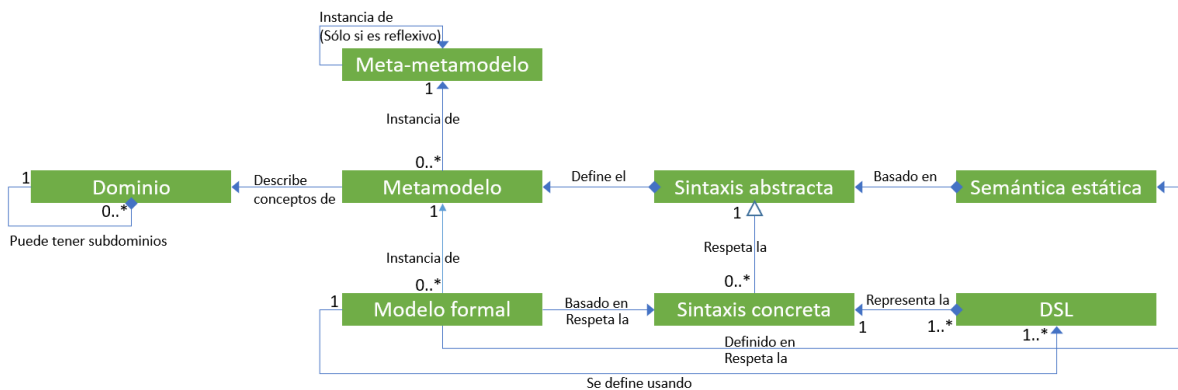 Instancia de
(Sólo si es reflexivo)
Meta-metamodelo
1
Instancia de
0..*
1
Dominio
0..*
Puede tener subdominios
Describe
conceptos de
Metamodelo
1
Define el
Sintaxis abstracta
1
Basado en
Semántica estática
Instancia de
0..*
Respeta la
0..*
1
Modelo formal
Basado en
Respeta la
Sintaxis concreta
1
Representa la
1..*
DSL
1..*
Definido en
Respeta la
Se define usando